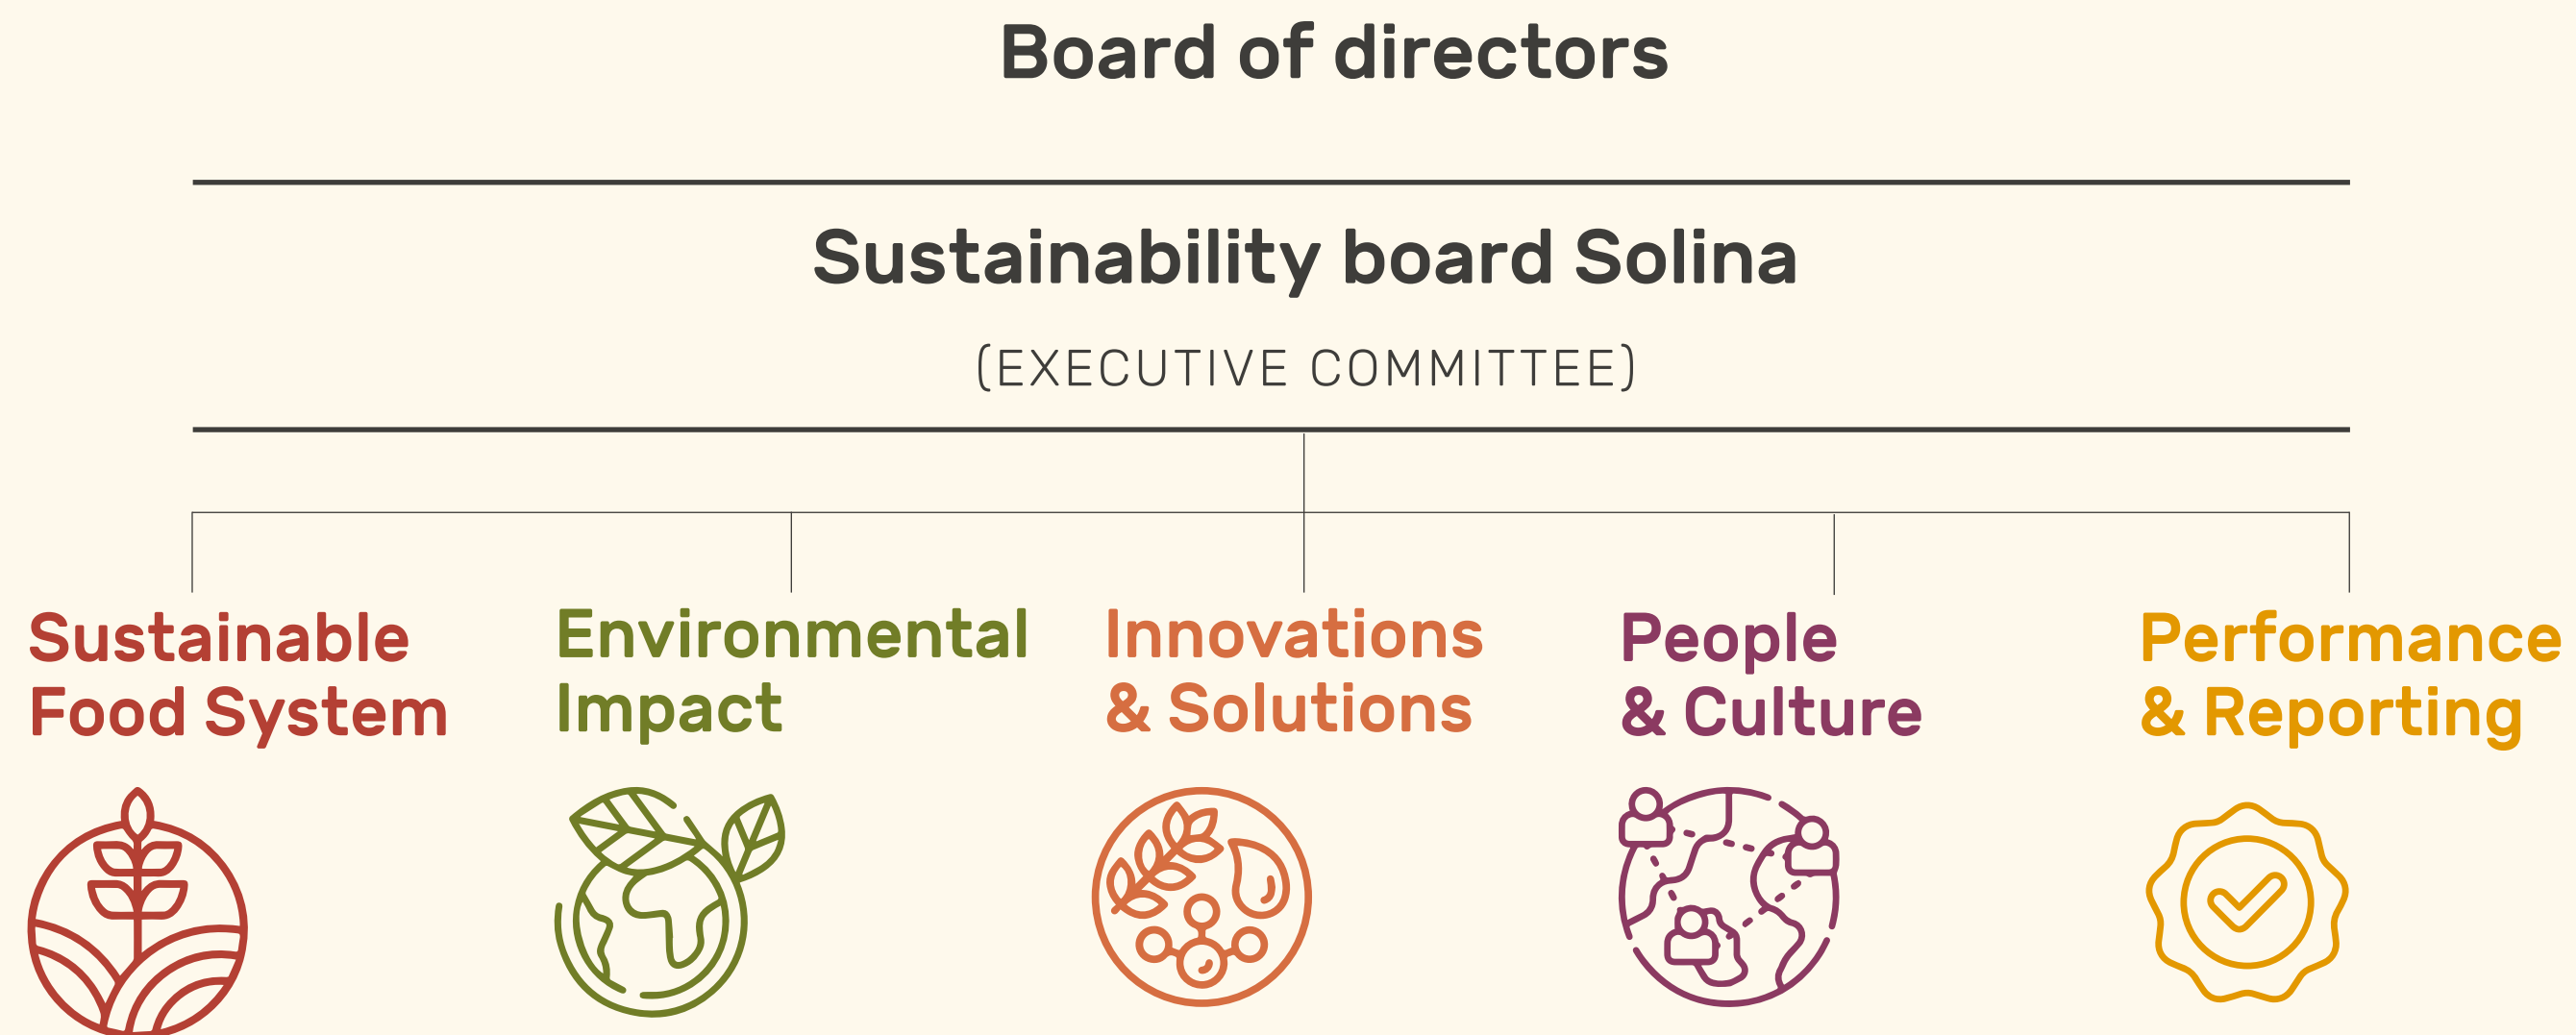 Board of directors
Sustainability board Solina
(EXECUTIVE COMMITTEE)
Sustainable
Food System
Environmental
Impact
Innovations
& Solutions
People
& Culture
Performance
& Reporting